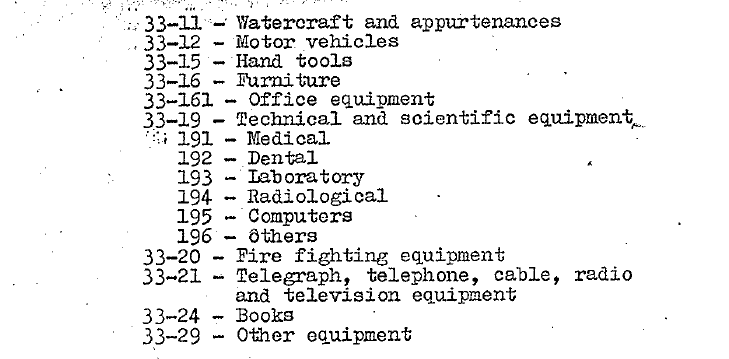 33-11 - Watercraft and appurtenances
33-12 - Motor vehicles
33-15 - Hand tools
33-16 - Furniture
33-161 - Office equipment
33-19 - Technical and scientific equipment
191 - Medical
192 - Dental
193 - Laboratory
194 - Radiological
195 - Computers
196 - others
33-20 - Fire fighting equipment
33-21 - Telegraph, telephone, cable, radio
and television equipment
33-24 - Books
33-29 - Other equipment